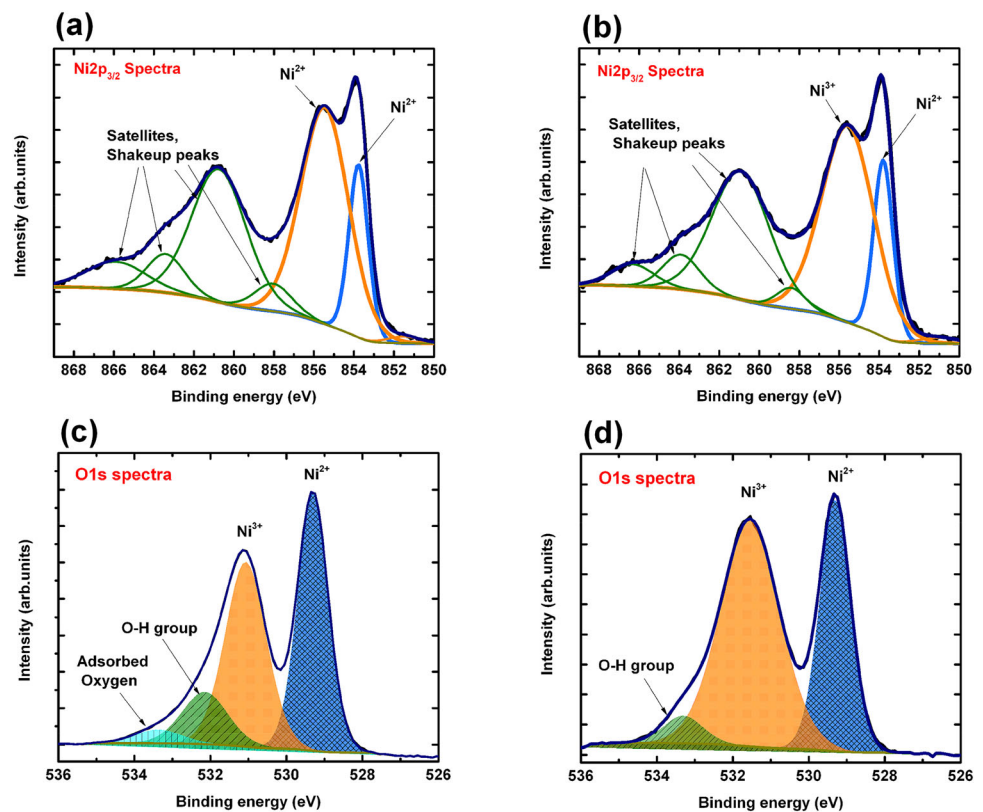 (a)
Ni2p3/2 Spectra
Ni2+
Ni2+
Satellites,
Shakeup peaks
Intensity (arb.units)
868 866 864 862 860 858 856 854 852 850
Binding energy (eV)
(b)
Ni2p3/2 Spectra
Ni3+
Ni2+
Satellites,
Shakeup peaks
Intensity (arb.units)
868 866 864 862 860 858 856 854 852 850
Binding energy (eV)
(c)
O1s spectra
Ni2+
Ni3+
O-H group
Adsorbed
Oxygen
Intensity (arb.units)
536 534 532 530 528 526
Binding energy (eV)
(d)
O1s spectra
Ni2+
Ni3+
O-H group
Intensity (arb.units)
536 534 532 530 528 526
Binding energy (eV)